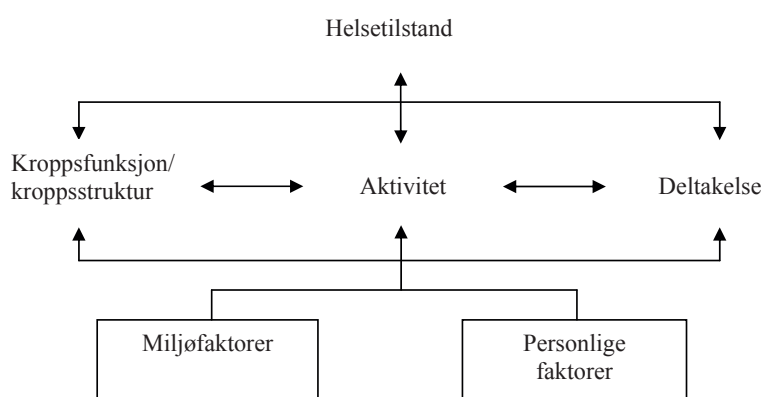 Helsetilstand
Kroppsfunksjon/
kroppsstruktur
Aktivitet
Deltakelse
Miljøfaktorer
Personlige
faktorer